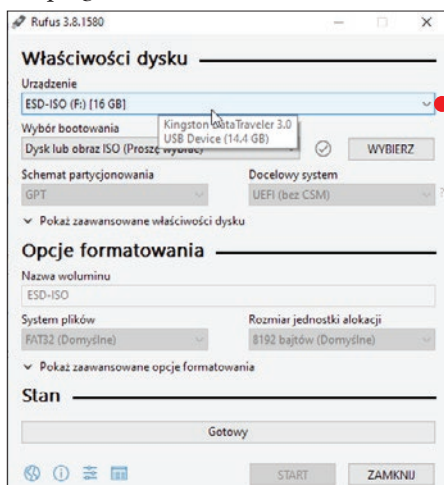 Rufus 3.8.1580
Właściwości dysku
Urządzenie
ESD-ISO (F:) [16 GB]
Kingston DataTraveler 3.0
USB Device (14.4 GB)
Wybór bootowania
Dysk lub obraz ISO (Proszę wybrać)
WYBIERZ
Schemat partycjonowania
Docelowy system
GPT
UEFI (bez CSM)
?
Pokaż zaawansowane właściwości dysku
Opcje formatowania
Nazwa woluminu
ESD-ISO
System plików
Rozmiar jednostki alokacji
FAT32 (Domyślne)
8192 bajtów (Domyślne)
Pokaż zaawansowane opcje formatowania
Stan
Gotowy
START
ZAMKNIJ